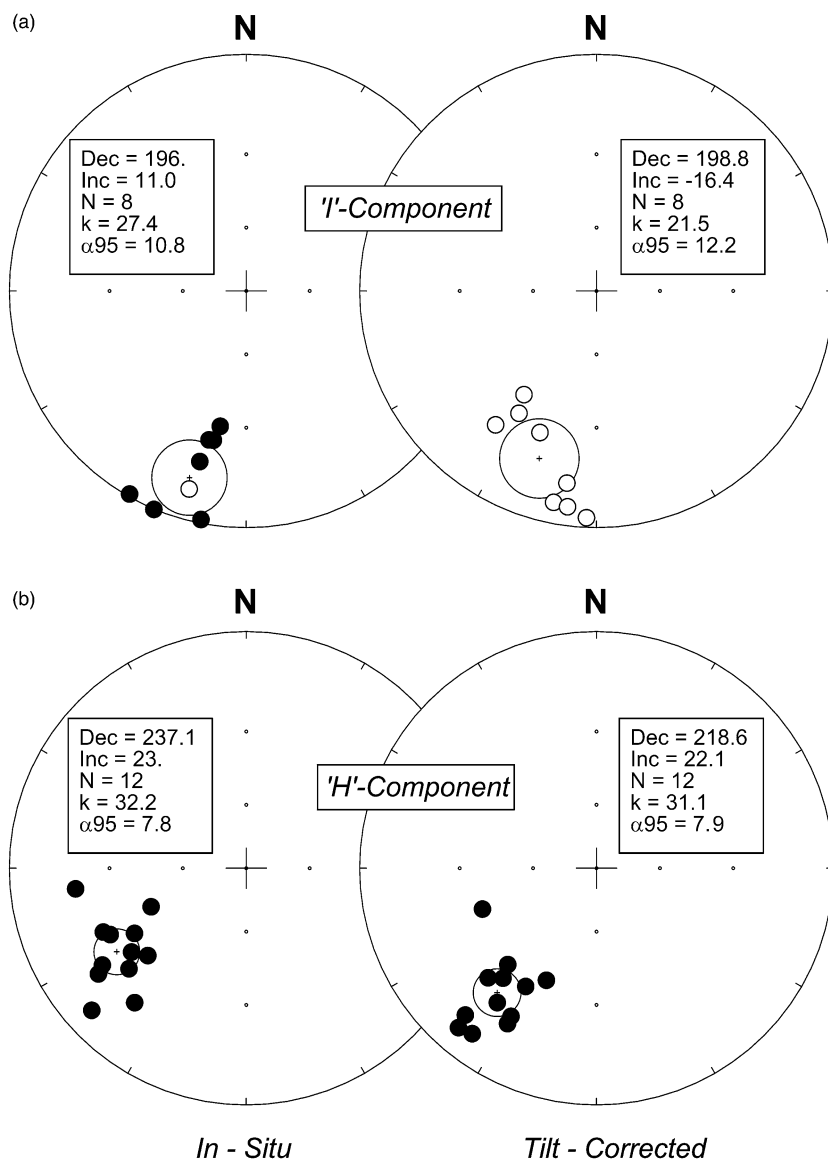 (a)
N
N
Dec = 196.
Inc = 11.0
N = 8
k = 27.4
α95 = 10.8
'I'-Component
Dec = 198.8
Inc = -16.4
N = 8
k = 21.5
α95 = 12.2
(b)
N
N
Dec = 237.1
Inc = 23.
N = 12
k = 32.2
α95 = 7.8
'H'-Component
Dec = 218.6
Inc = 22.1
N = 12
k = 31.1
α95 = 7.9
In - Situ
Tilt - Corrected